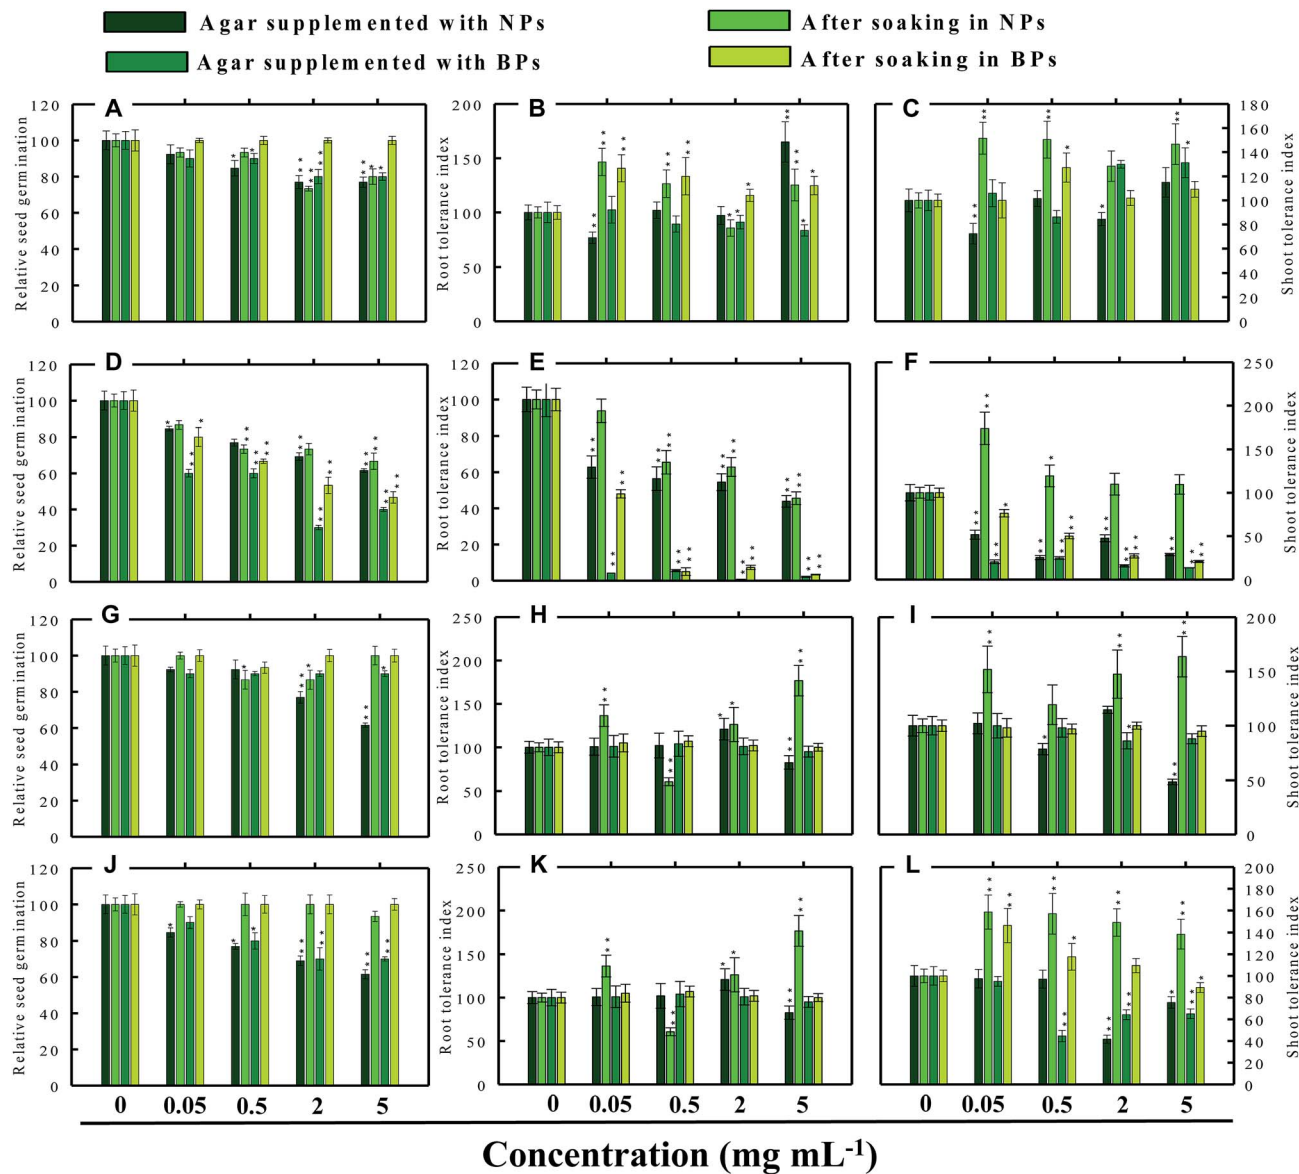 Agar supplemented with NPs
After soaking in NPs
Agar supplemented with BPs
After soaking in BPs
A
B
C
Relative seed germination
120
100
80
60
40
20
0
Root tolerance index
200
150
100
50
0
180
160
140
120
100
80
60
40
20
0
Shoot tolerance index
D
E
F
Relative seed germination
120
100
80
60
40
20
0
Root tolerance index
120
100
80
60
40
20
0
250
200
150
100
50
0
Shoot tolerance index
G
H
I
Relative seed germination
120
100
80
60
40
20
0
Root tolerance index
250
200
150
100
50
0
200
150
100
50
0
Shoot tolerance index
J
K
L
Relative seed germination
120
100
80
60
40
20
0
Root tolerance index
250
200
150
100
50
0
200
180
160
140
120
100
80
60
40
20
0
Shoot tolerance index
0 0.05 0.5 2 5
0 0.05 0.5 2 5
0 0.05 0.5 2 5
Concentration (mg mL⁻¹)